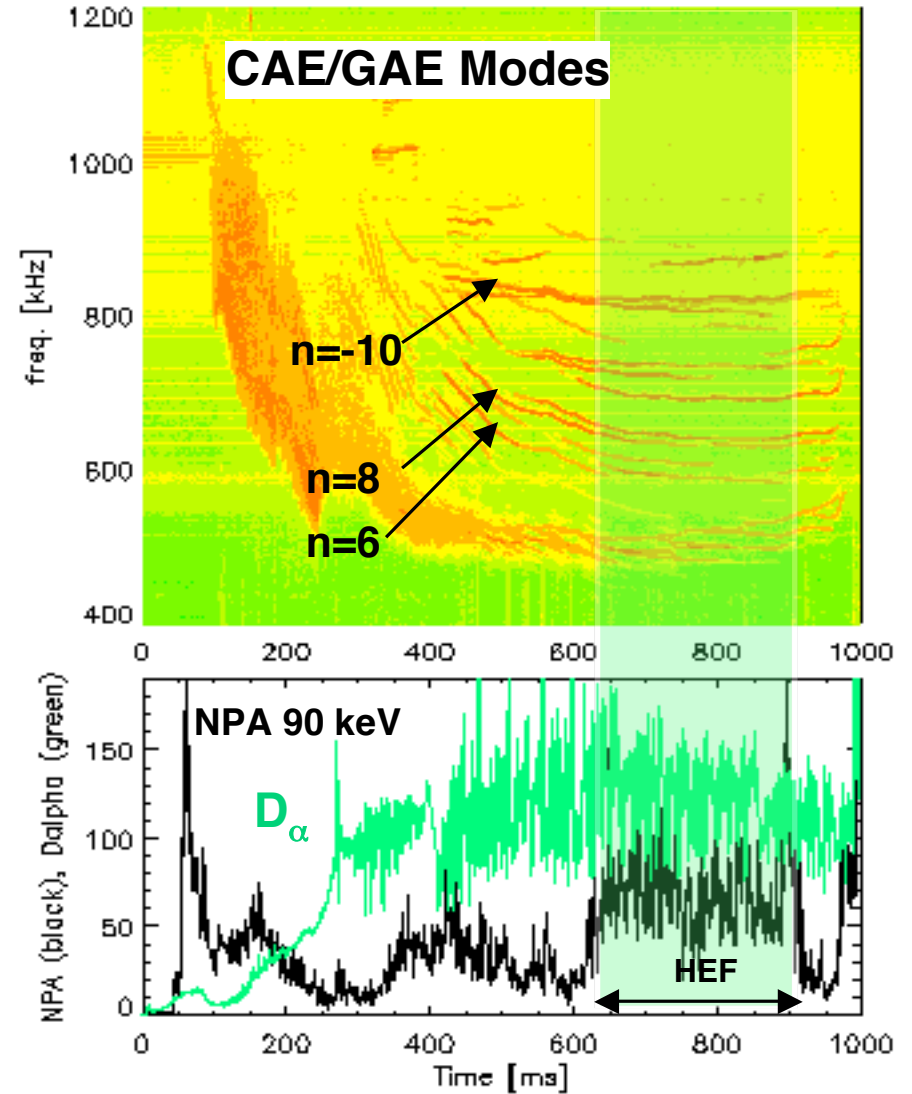 CAE/GAE Modes
1200
1000
800
600
400
freq. [kHz]
n=-10
n=8
n=6
0 200 400 600 800 1000
NPA (black), Dalpha (green)
150
100
50
0
NPA 90 keV
Dα
HEF
0 200 400 600 800 1000
Time [ms]